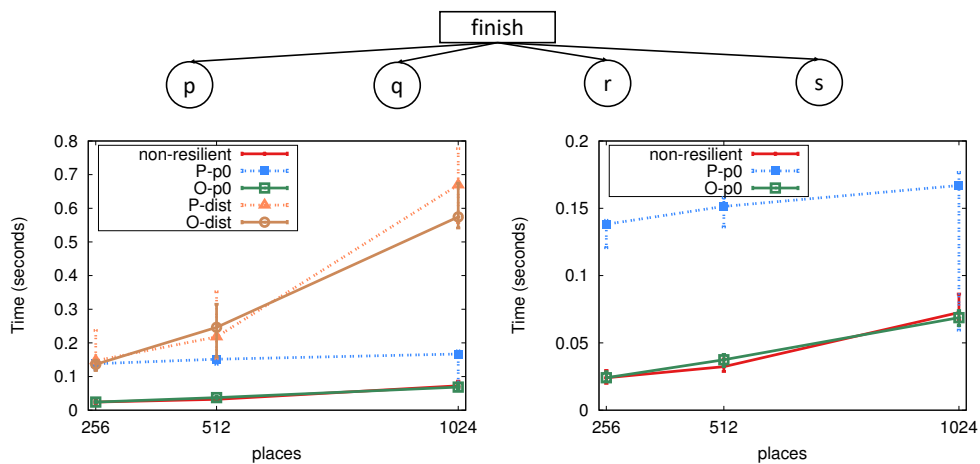 finish
p q r s
0.8
0.7
0.6
0.5
0.4
0.3
0.2
0.1
0
Time (seconds)
non-resilient
P-p0
O-p0
P-dist
O-dist
256 512 1024
places
0.2
0.15
0.1
0.05
0
Time (seconds)
non-resilient
P-p0
O-p0
256 512 1024
places